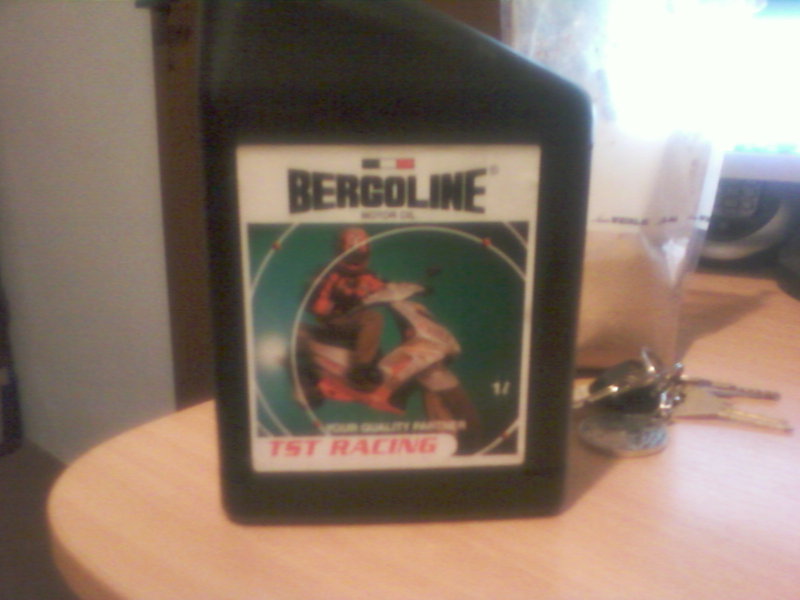 BERGOLINE®
MOTOR OIL
1l
YOUR QUALITY PARTNER
TST RACING